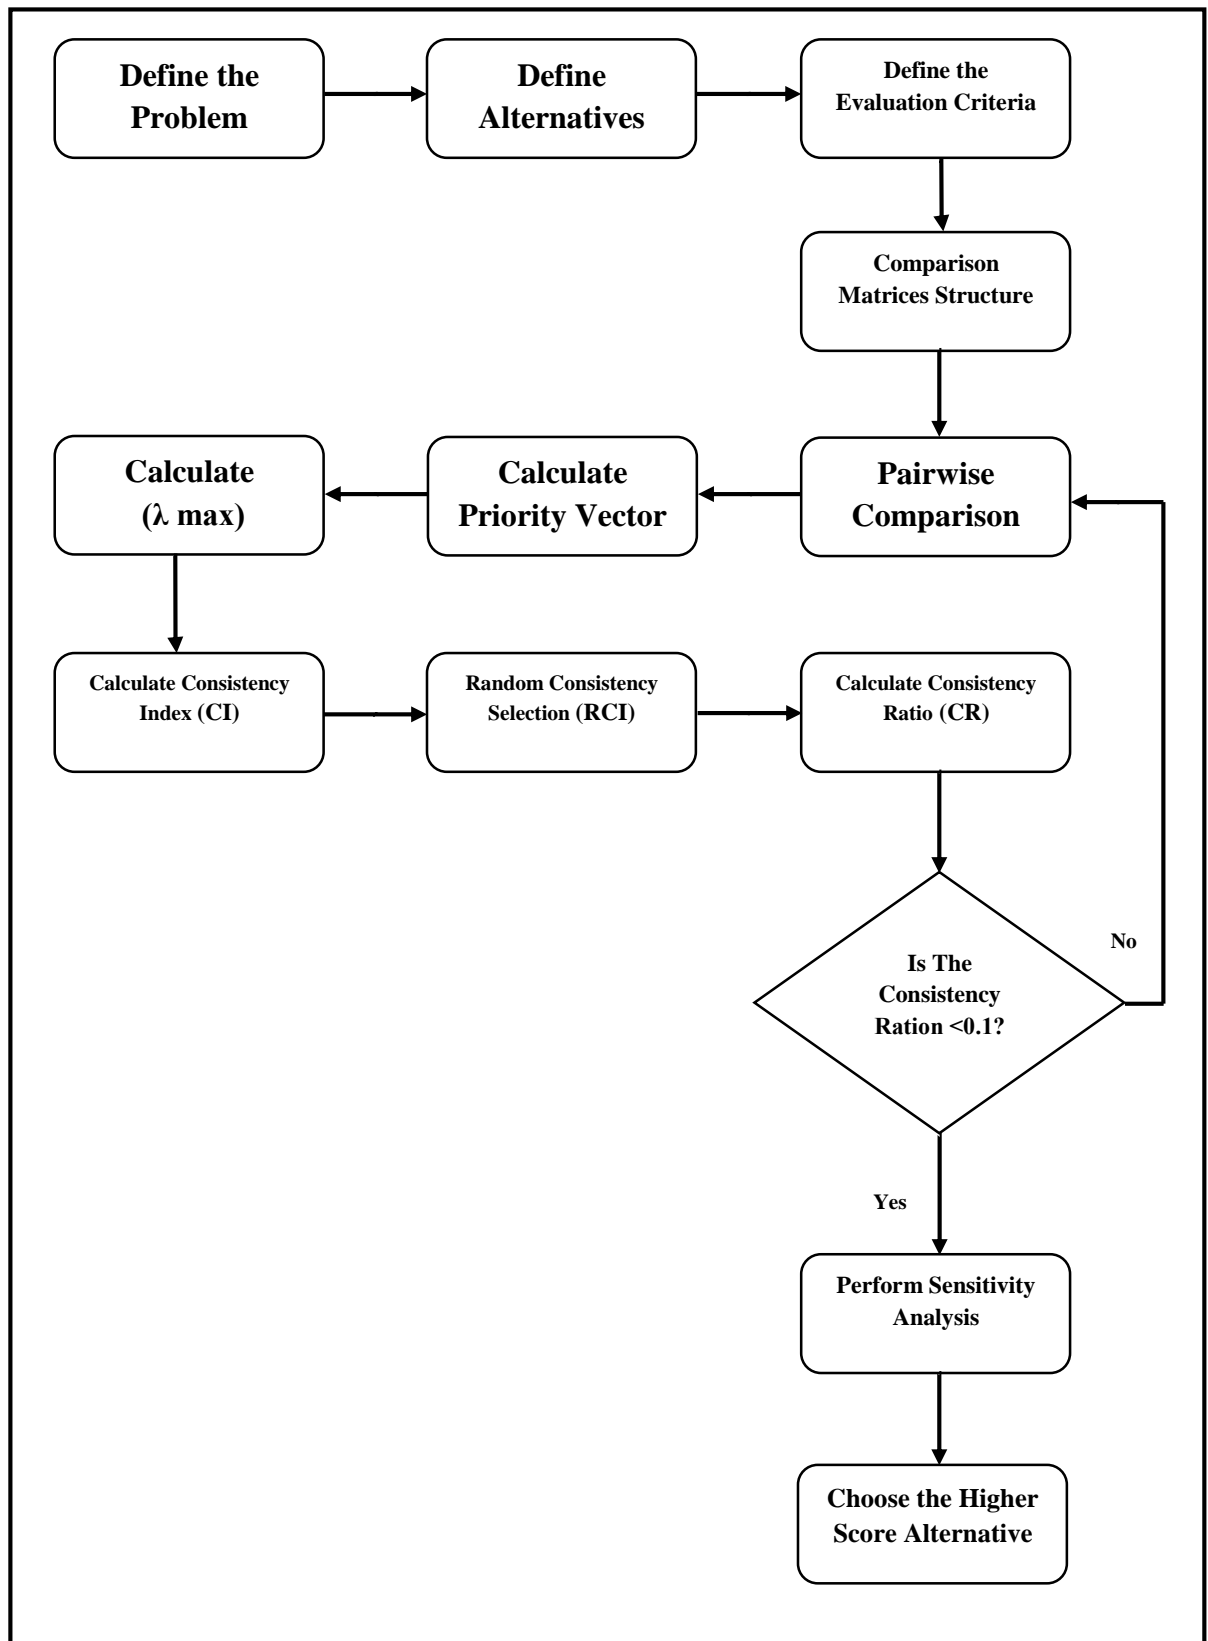 Define the
Problem
Define
Alternatives
Define the
Evaluation Criteria
Comparison
Matrices Structure
Pairwise
Comparison
Calculate
Priority Vector
Calculate
(λ max)
Calculate Consistency
Index (CI)
Random Consistency
Selection (RCI)
Calculate Consistency
Ratio (CR)
Is The
Consistency
Ration <0.1?
No
Yes
Perform Sensitivity
Analysis
Choose the Higher
Score Alternative